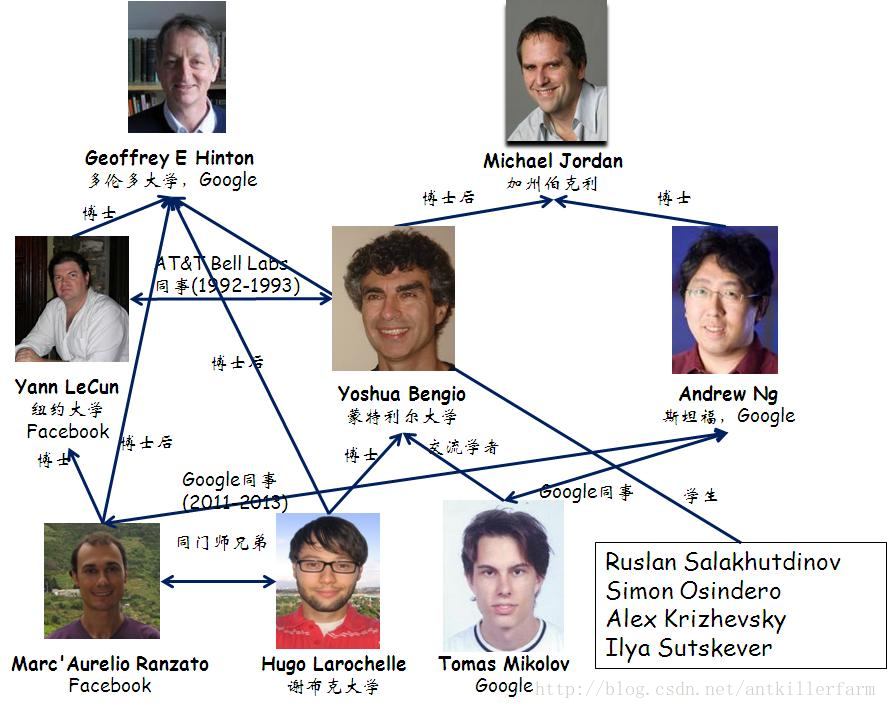 Geoffrey E Hinton
多伦多大学，Google
Michael Jordan
加州伯克利
博士
博士后
博士
AT&T Bell Labs
同事(1992-1993)
博士后
Yann LeCun
纽约大学
Facebook
Yoshua Bengio
蒙特利尔大学
Andrew Ng
斯坦福，Google
博士
博士后
博士
交流学者
Google同事
(2011-2013)
Google同事
学生
同门师兄弟
Ruslan Salakhutdinov
Simon Osindero
Alex Krizhevsky
Ilya Sutskever
Marc'Aurelio Ranzato
Facebook
Hugo Larochelle
谢布克大学
Tomas Mikolov
Google
http://blog.csdn.net/antkillerfarm